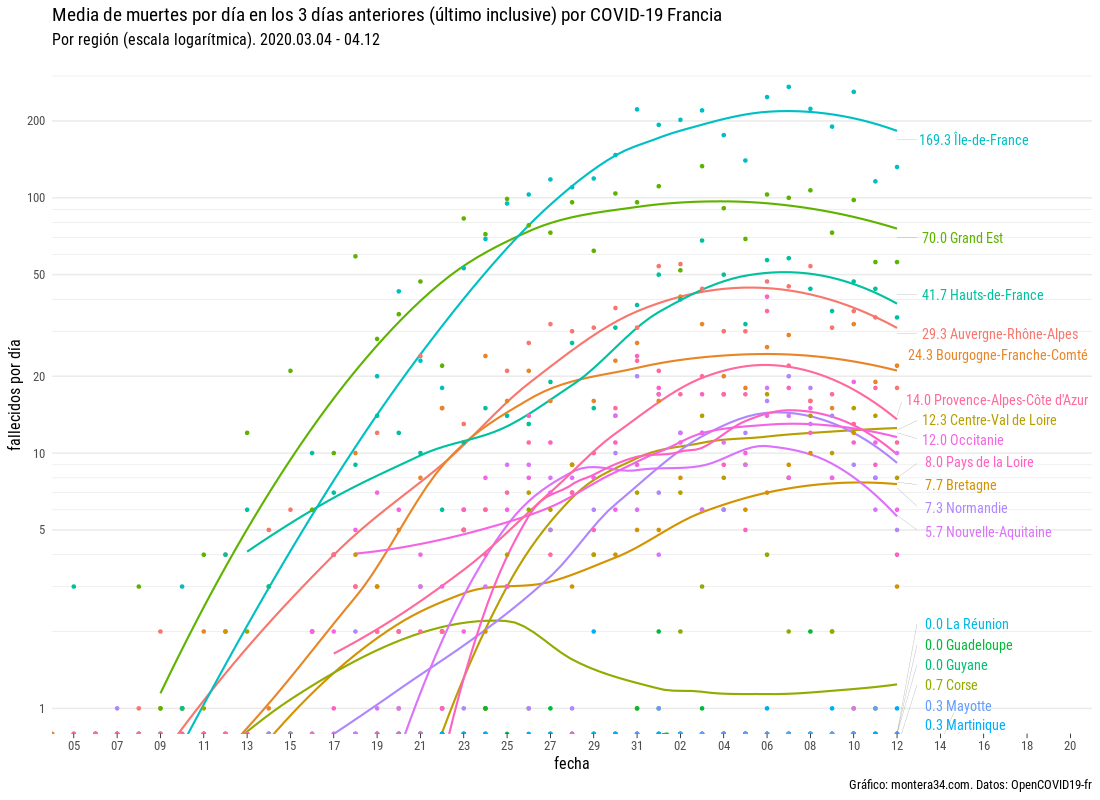 Media de muertes por día en los 3 días anteriores (último inclusive) por COVID-19 Francia
Por región (escala logarítmica). 2020.03.04 - 04.12
fallecidos por día
200
100
50
20
10
5
1
169.3 Île-de-France
70.0 Grand Est
41.7 Hauts-de-France
29.3 Auvergne-Rhône-Alpes
24.3 Bourgogne-Franche-Comté
14.0 Provence-Alpes-Côte d'Azur
12.3 Centre-Val de Loire
12.0 Occitanie
8.0 Pays de la Loire
7.7 Bretagne
7.3 Normandie
5.7 Nouvelle-Aquitaine
0.0 La Réunion
0.0 Guadeloupe
0.0 Guyane
0.7 Corse
0.3 Mayotte
0.3 Martinique
05 07 09 11 13 15 17 19 21 23 25 27 29 31 02 04 06 08 10 12 14 16 18 20
fecha
Gráfico: montera34.com. Datos: OpenCOVID19-fr